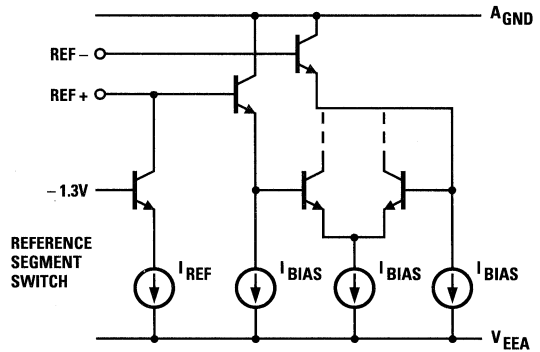 AGND
REF –
REF +
– 1.3V
REFERENCE
SEGMENT
SWITCH
IREF
IBIAS
IBIAS
IBIAS
VEEA